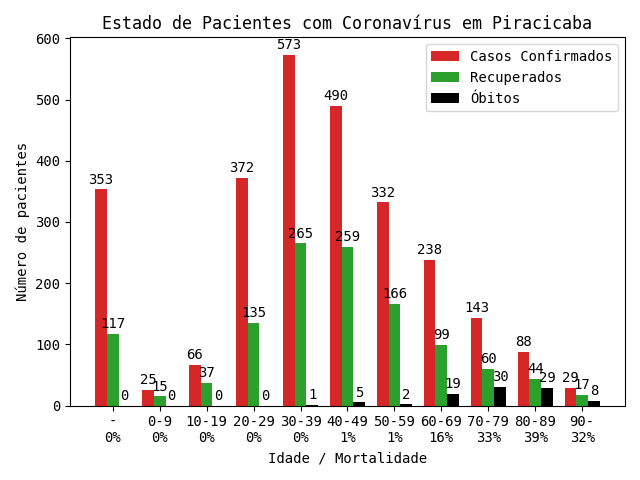 Estado de Pacientes com Coronavírus em Piracicaba
Casos Confirmados
Recuperados
Óbitos
Número de pacientes
600
500
400
300
200
100
0
353 117 0
25 15 0
66 37 0
372 135 0
573 265 1
490 259 5
332 166 2
238 99 19
143 60 30
88 44 29
29 17 8
- 0-9 10-19 20-29 30-39 40-49 50-59 60-69 70-79 80-89 90-
0% 0% 0% 0% 0% 1% 1% 16% 33% 39% 32%
Idade / Mortalidade